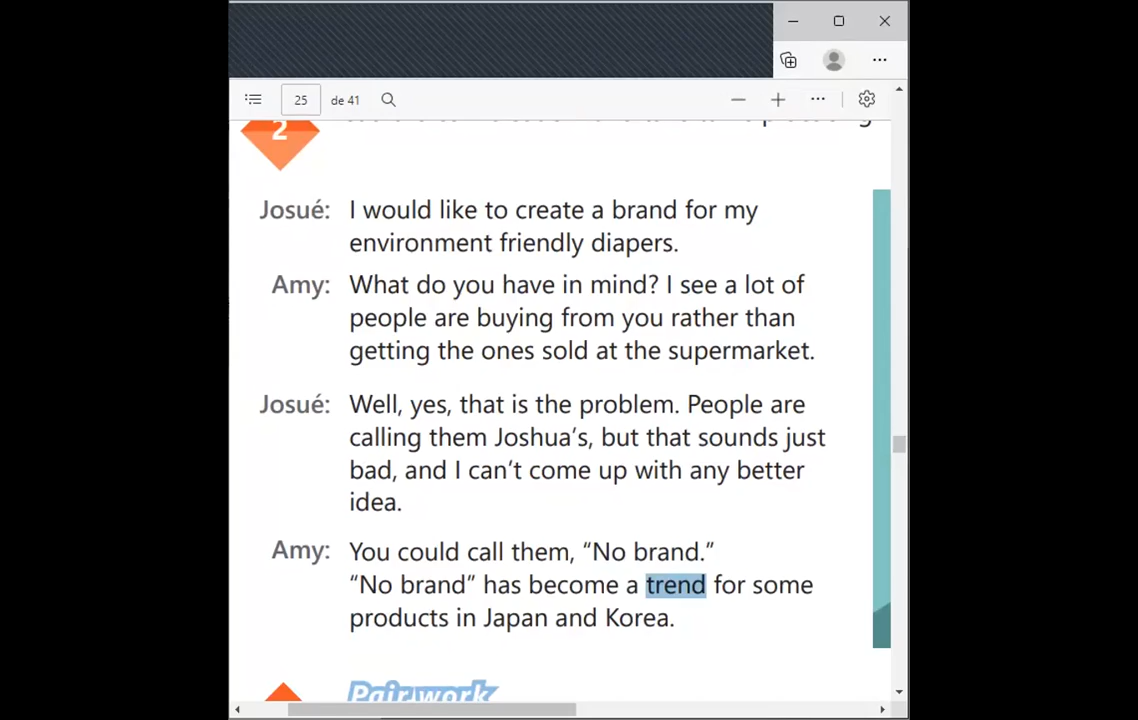 25 de 41
2
Josué: I would like to create a brand for my
environment friendly diapers.
Amy: What do you have in mind? I see a lot of
people are buying from you rather than
getting the ones sold at the supermarket.
Josué: Well, yes, that is the problem. People are
calling them Joshua’s, but that sounds just
bad, and I can’t come up with any better
idea.
Amy: You could call them, “No brand.”
“No brand” has become a trend for some
products in Japan and Korea.
Pair work